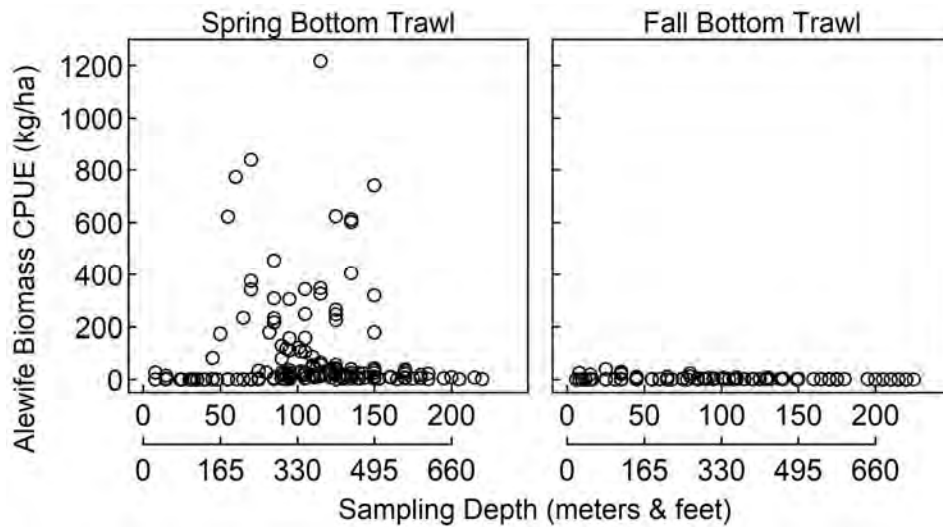 Spring Bottom Trawl Fall Bottom Trawl
Alewife Biomass CPUE (kg/ha)
1200
1000
800
600
400
200
0
0 50 100 150 200 0 50 100 150 200
0 165 330 495 660 0 165 330 495 660
Sampling Depth (meters & feet)